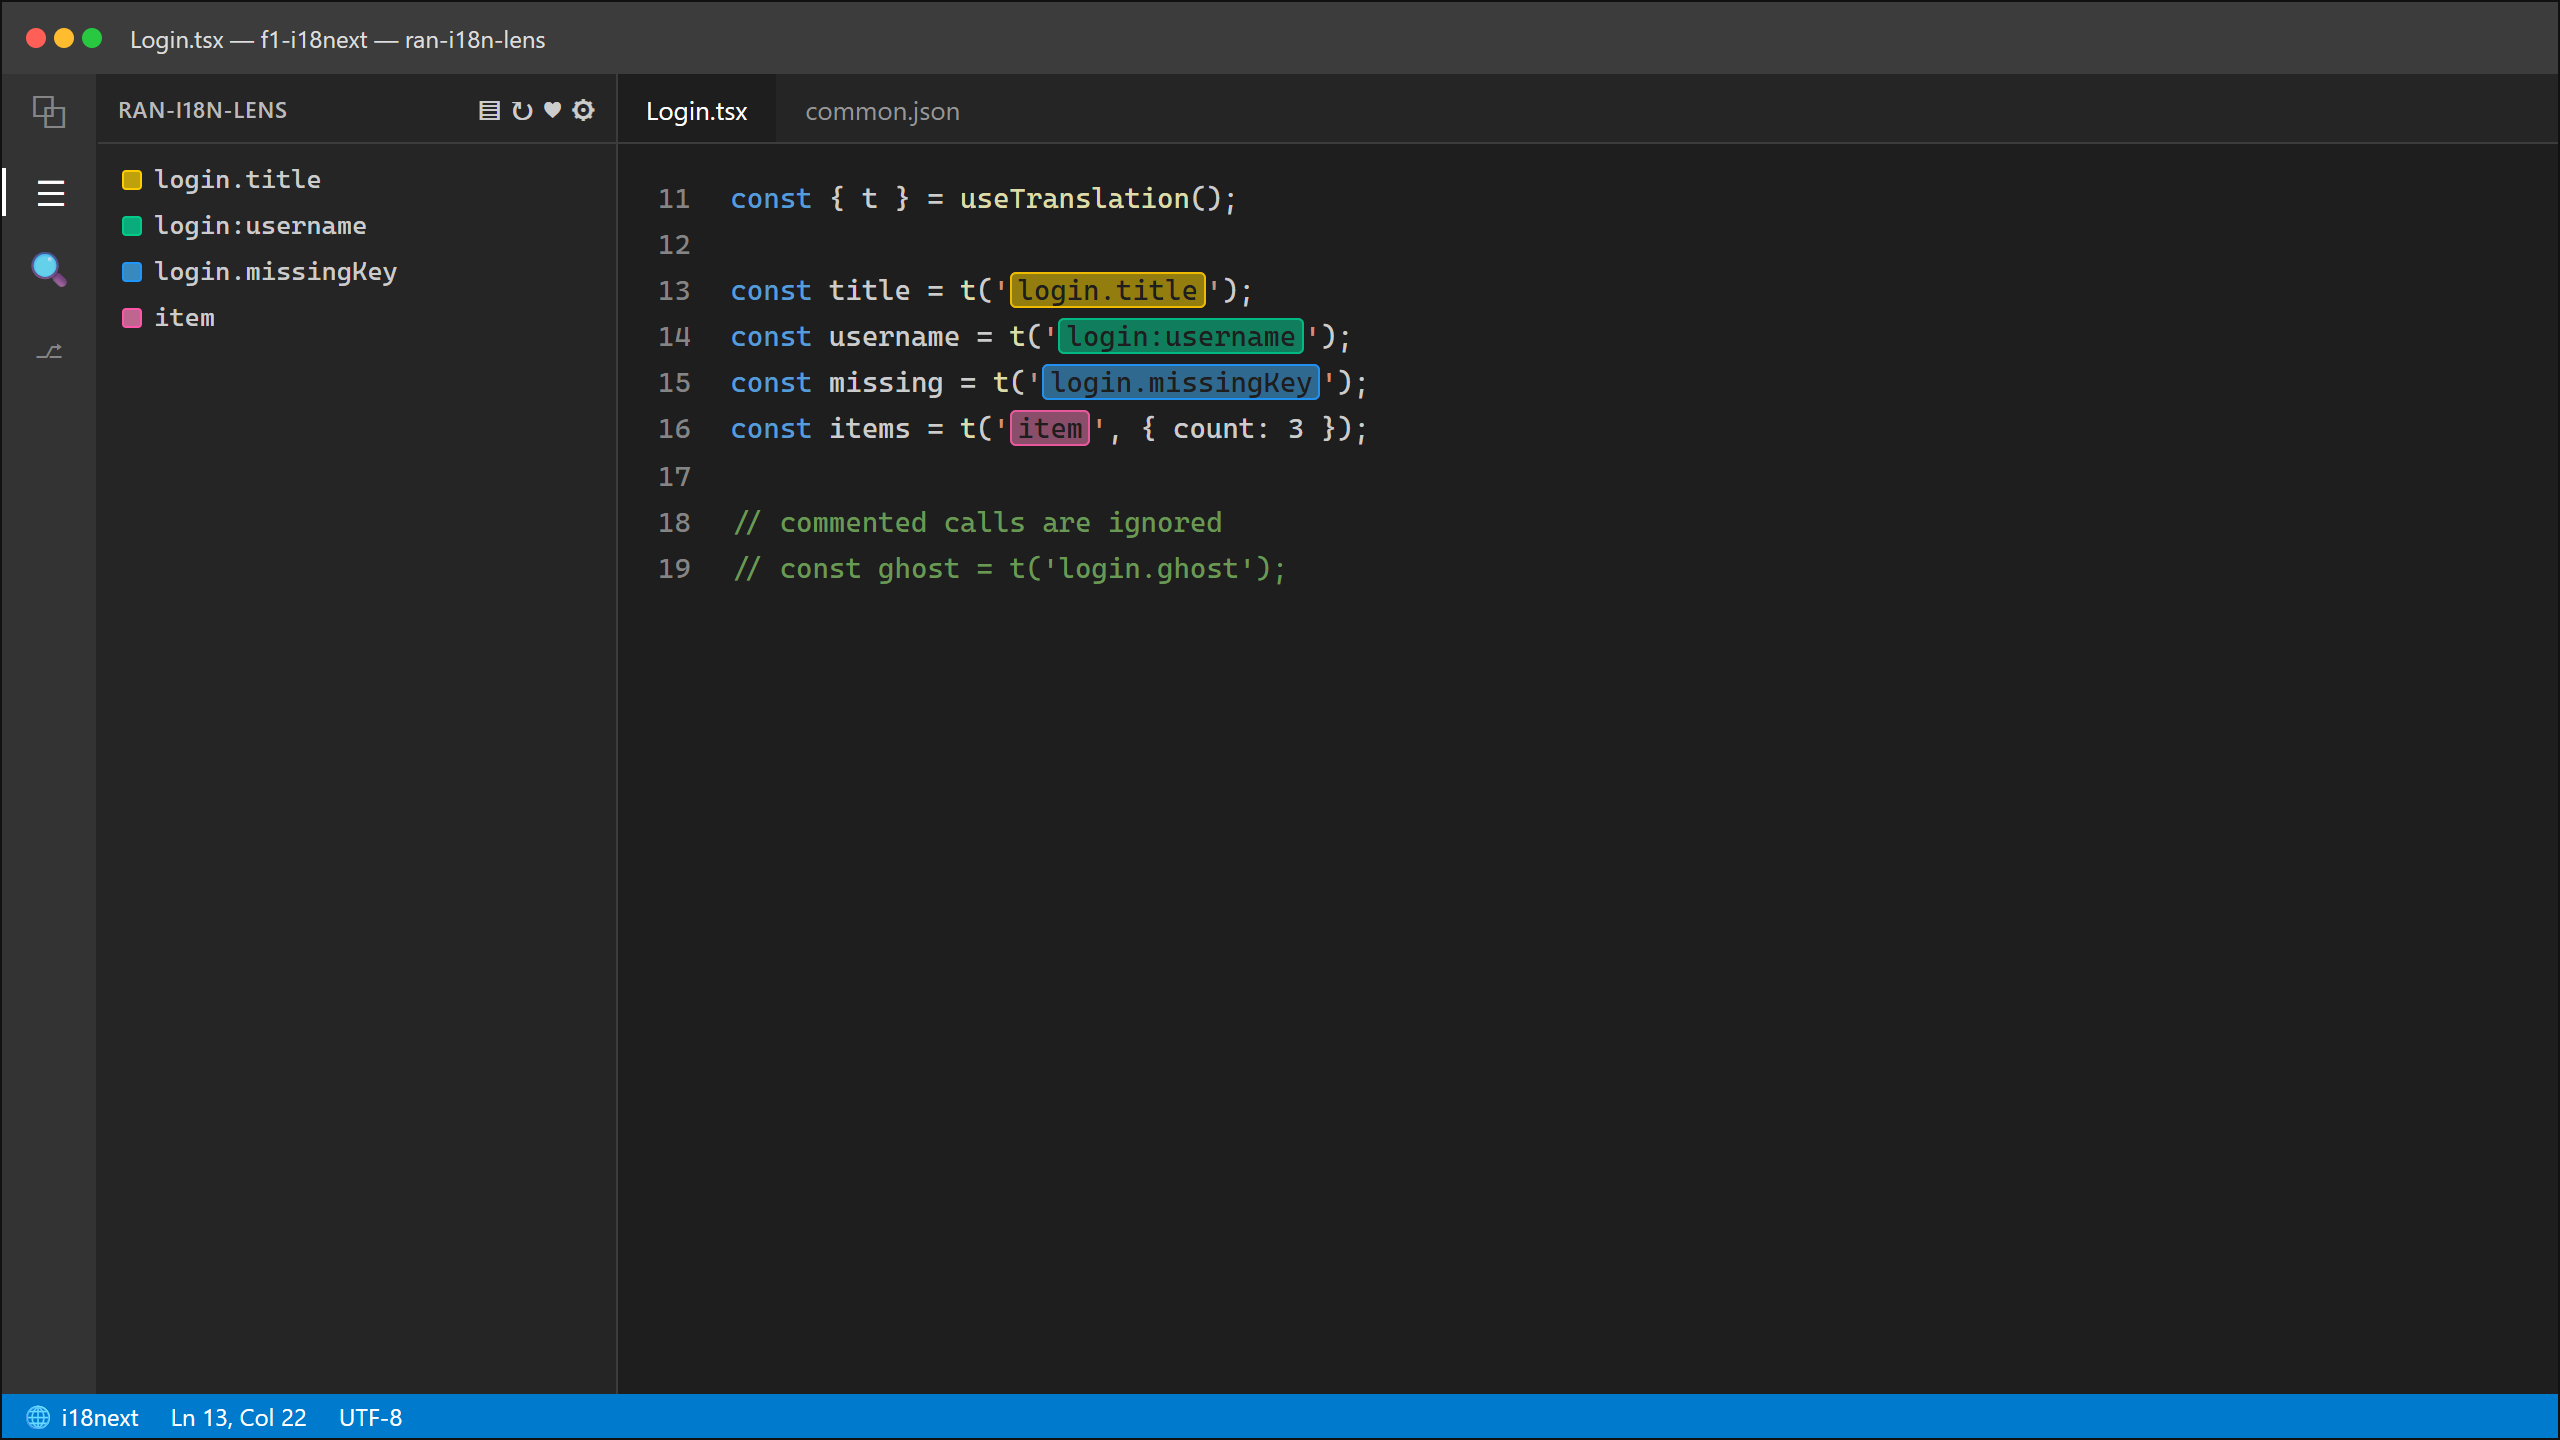 Login.tsx — f1-i18next — ran-i18n-lens
RAN-I18N-LENS
login.title
login:username
login.missingKey
item
Login.tsx
common.json
11 const { t } = useTranslation();
12
13 const title = t('login.title');
14 const username = t('login:username');
15 const missing = t('login.missingKey');
16 const items = t('item', { count: 3 });
17
18 // commented calls are ignored
19 // const ghost = t('login.ghost');
i18next Ln 13, Col 22 UTF-8